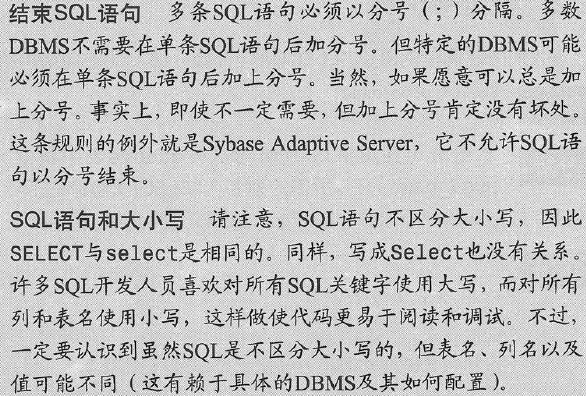 结束SQL语句　多条SQL语句必须以分号（;）分隔。多数
DBMS不需要在单条SQL语句后加分号。但特定的DBMS可能
必须在单条SQL语句后加上分号。当然，如果愿意可以总是加
上分号。事实上，即使不一定需要，但加上分号肯定没有坏处。
这条规则的例外就是Sybase Adaptive Server，它不允许SQL语
句以分号结束。
SQL语句和大小写　请注意，SQL语句不区分大小写，因此
SELECT与select是相同的。同样，写成Select也没有关系。
许多SQL开发人员喜欢对所有SQL关键字使用大写，而对所有
列和表名使用小写，这样做使代码更易于阅读和调试。不过，
一定要认识到虽然SQL是不区分大小写的，但表名、列名以及
值可能不同（这有赖于具体的DBMS及其如何配置）。